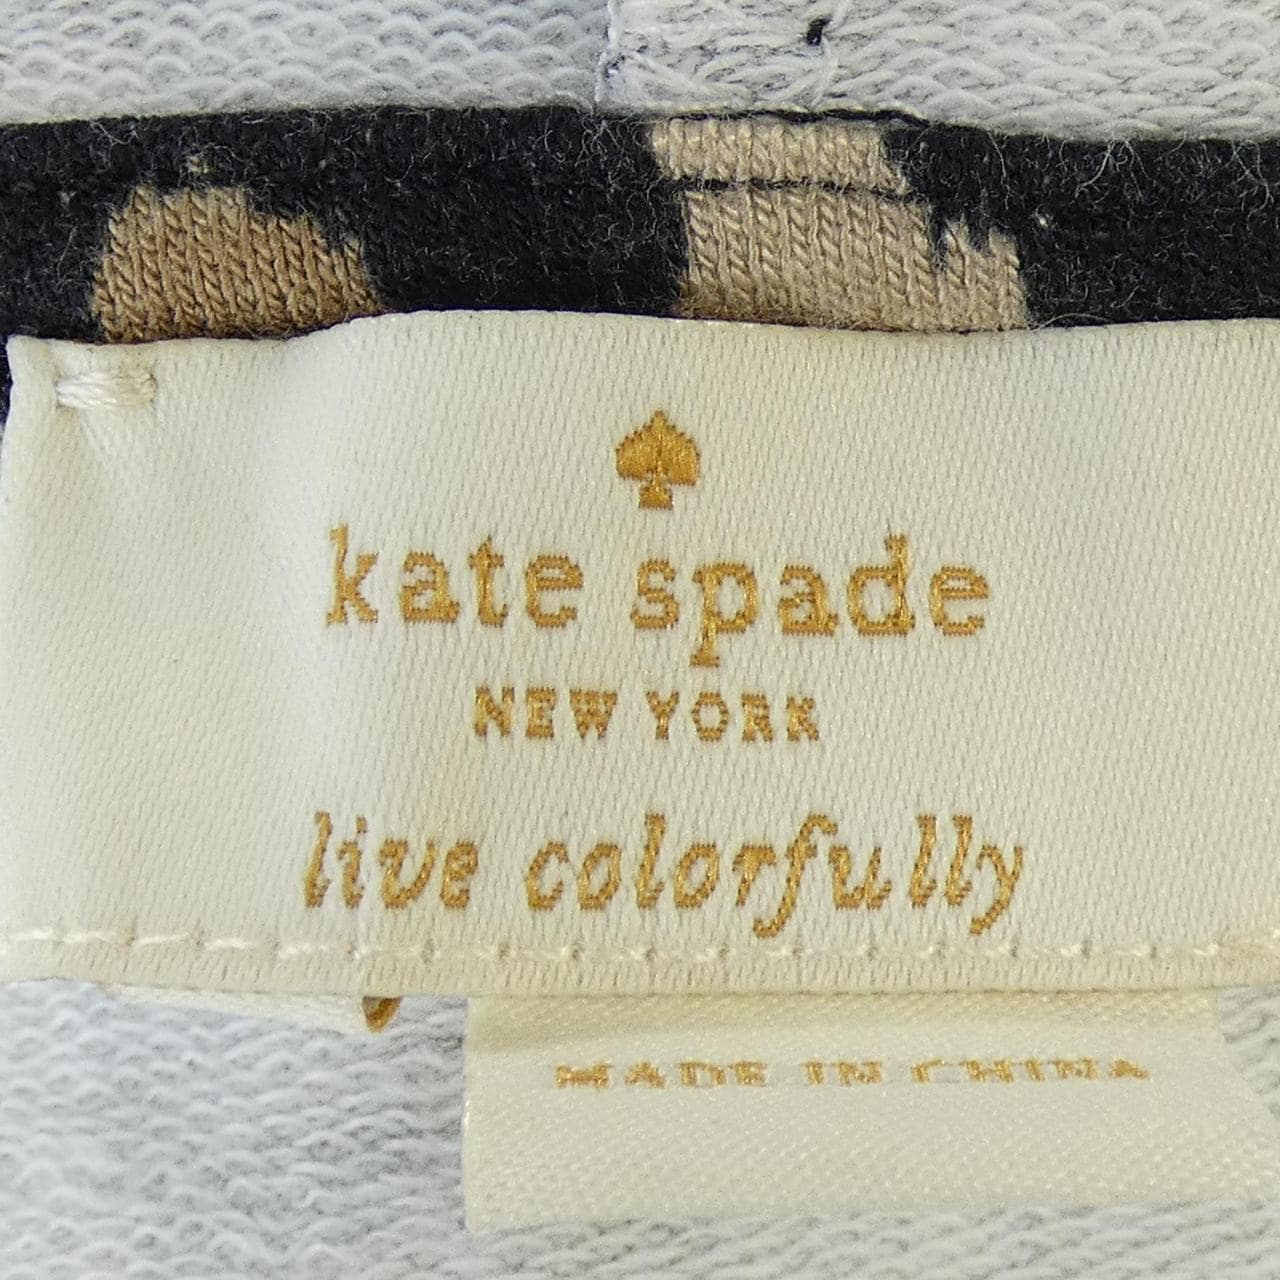 kate spade
NEW YORK
live colorfully
MADE IN CHINA